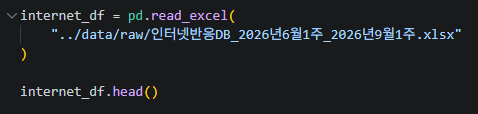 internet_df = pd.read_excel(
    "../data/raw/인터넷반응DB_2026년6월1주_2026년9월1주.xlsx"
)
internet_df.head()